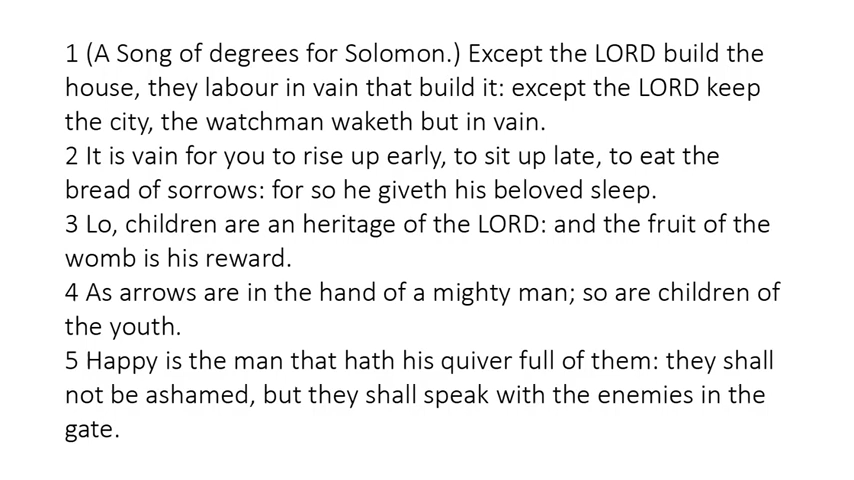 1 (A Song of degrees for Solomon.) Except the LORD build the
house, they labour in vain that build it: except the LORD keep
the city, the watchman waketh but in vain.
2 It is vain for you to rise up early, to sit up late, to eat the
bread of sorrows: for so he giveth his beloved sleep.
3 Lo, children are an heritage of the LORD: and the fruit of the
womb is his reward.
4 As arrows are in the hand of a mighty man; so are children of
the youth.
5 Happy is the man that hath his quiver full of them: they shall
not be ashamed, but they shall speak with the enemies in the
gate.